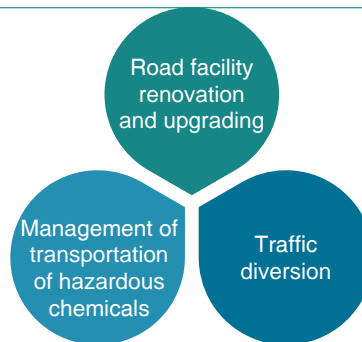 Road facility
renovation
and upgrading
Management of
transportation
of hazardous
chemicals
Traffic
diversion